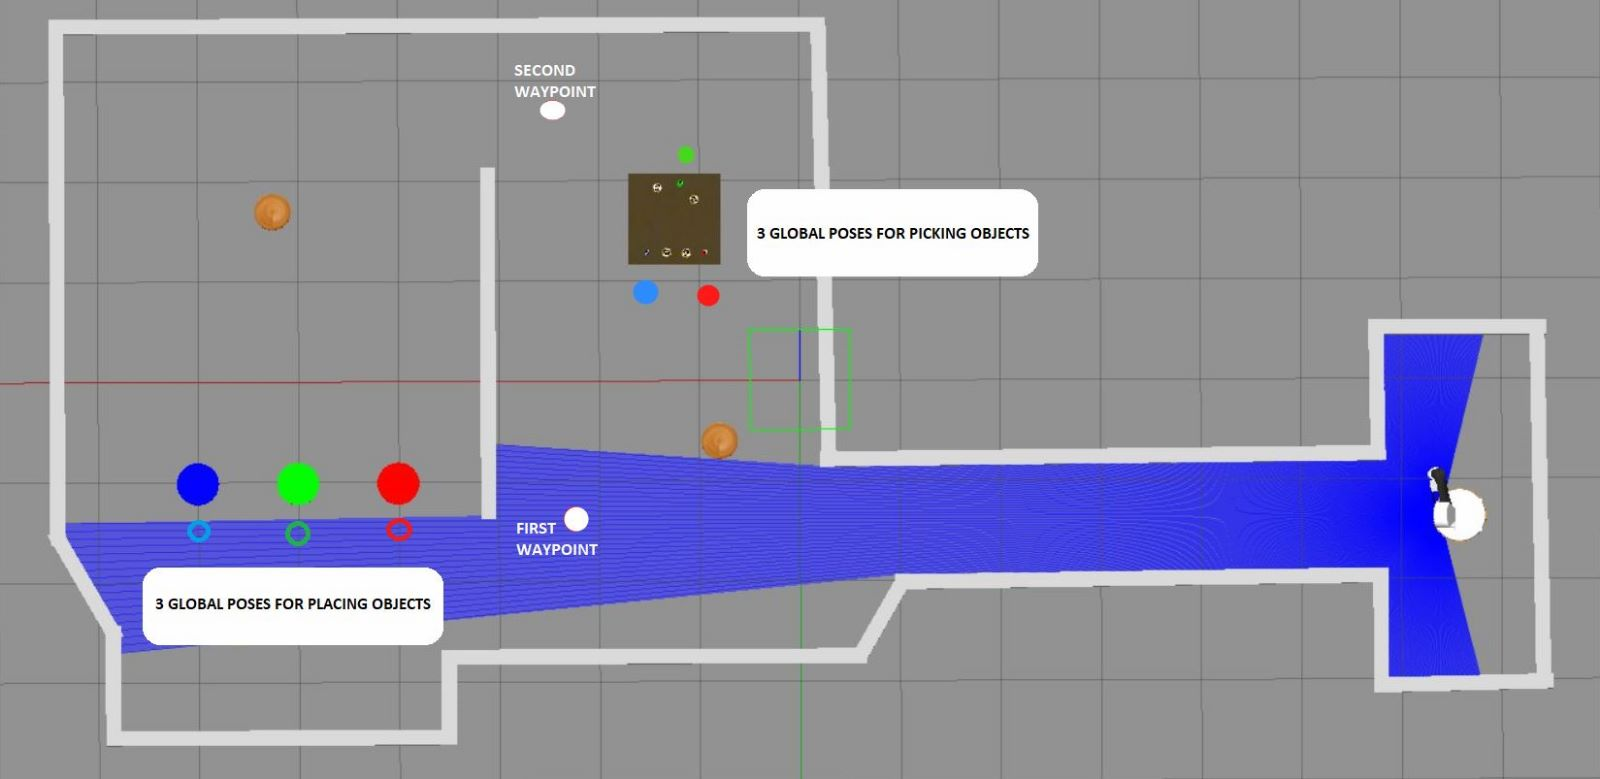 SECOND
WAYPOINT
3 GLOBAL POSES FOR PICKING OBJECTS
FIRST
WAYPOINT
3 GLOBAL POSES FOR PLACING OBJECTS